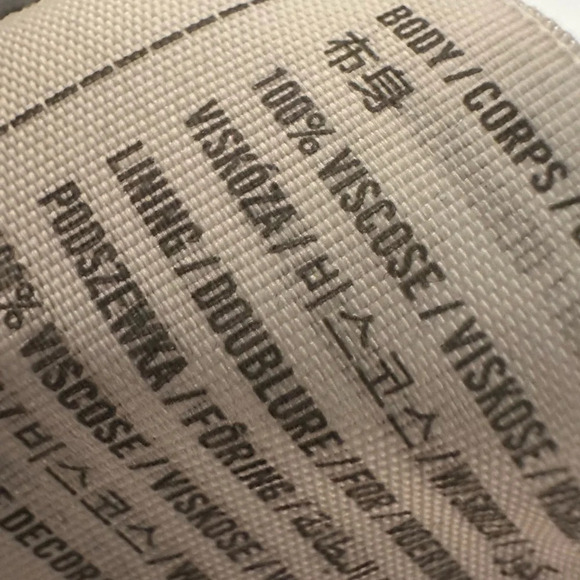 BODY / CORPS /
布身
100% VISCOSE / VISKOSE /
VISKÓZA / 비스코스 /
LINING / DOUBLURE / FOR /
PODSZEWKA / FÔRING /
% VISCOSE / VISKOSE /
/ 비스코스 /
DECOR